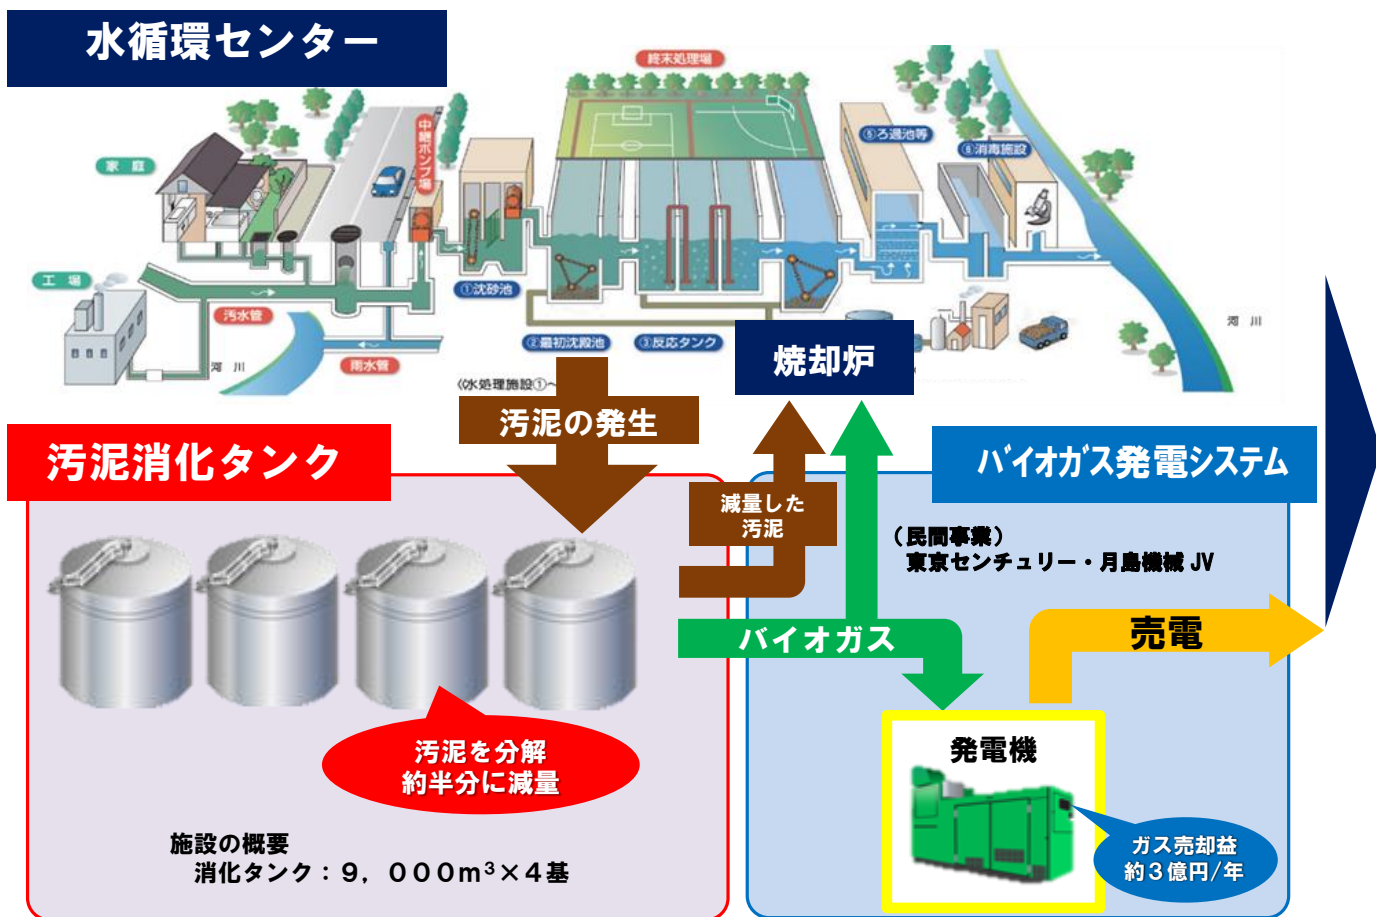 水循環センター
終末処理場
家庭
中継ポンプ場
⑤ろ過池等
⑥消毒施設
工場
①沈砂池
汚水管
河川
雨水管
②最初沈殿池
③反応タンク
河川
《水処理施設①～
焼却炉
汚泥の発生
汚泥消化タンク
バイオガス発電システム
減量した
汚泥
（民間事業）
東京センチュリー・月島機械 JV
バイオガス
売電
汚泥を分解
約半分に減量
発電機
施設の概要
消化タンク：９，０００m³×４基
ガス売却益
約３億円/年